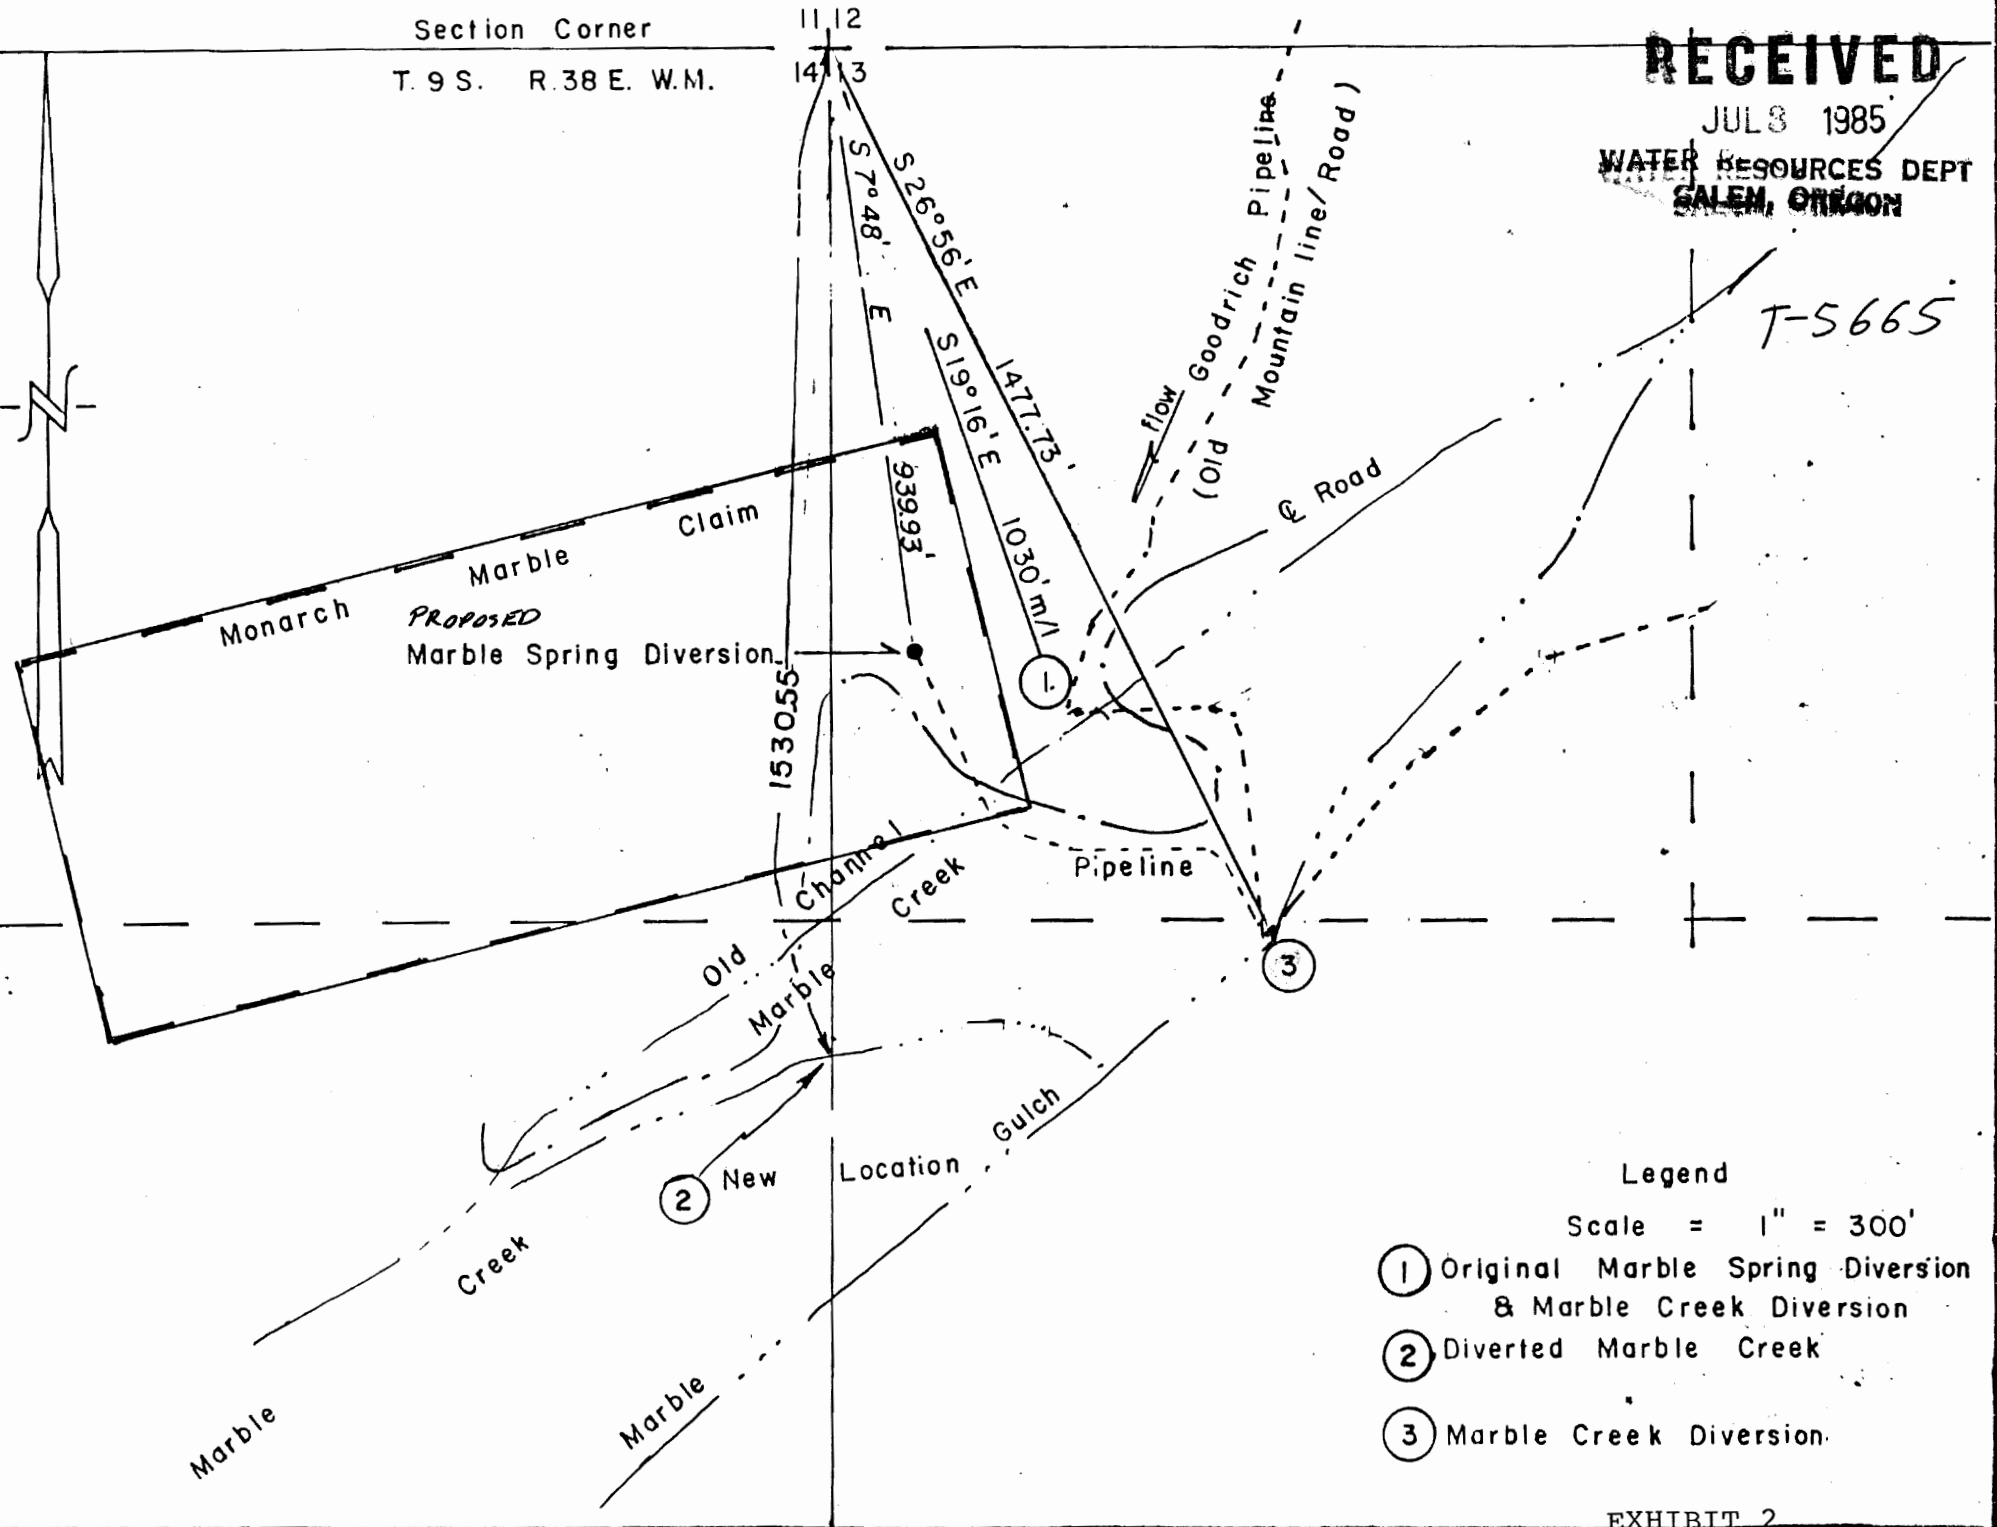 Section Corner
11 12
14 13
T. 9 S. R. 38 E. W.M.
RECEIVED
JUL 3 1985
WATER RESOURCES DEPT
SALEM, OREGON
T-5665
S 7° 48' E
939.93'
S 26° 56' E
1477.73'
S 19° 16' E
1030' m/l
1530.55
flow
Goodrich Pipeline
(Old Mountain line/Road)
℄ Road
N
Monarch Marble Claim
PROPOSED
Marble Spring Diversion
1
Pipeline
3
Old Channel
Marble Creek
2
New Location
Marble Creek
Marble Gulch
Legend
Scale = 1" = 300'
1 Original Marble Spring Diversion
& Marble Creek Diversion
2 Diverted Marble Creek
3 Marble Creek Diversion
EXHIBIT 2